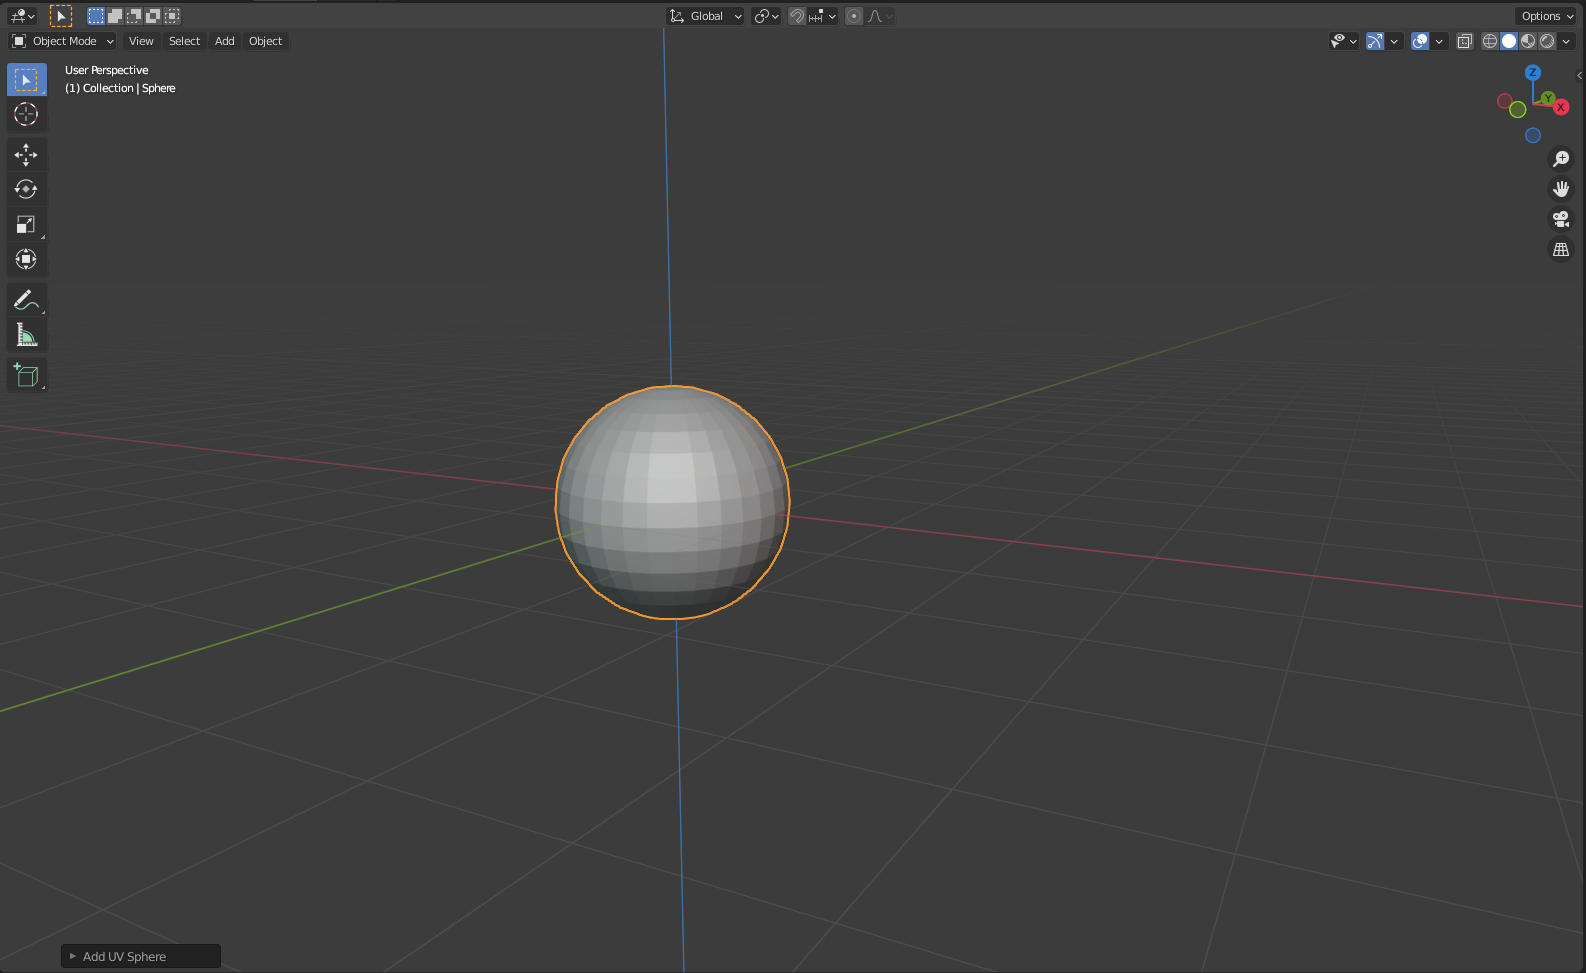 Global
Options
Object Mode
View
Select
Add
Object
User Perspective
(1) Collection | Sphere
Z
Y
X
Add UV Sphere